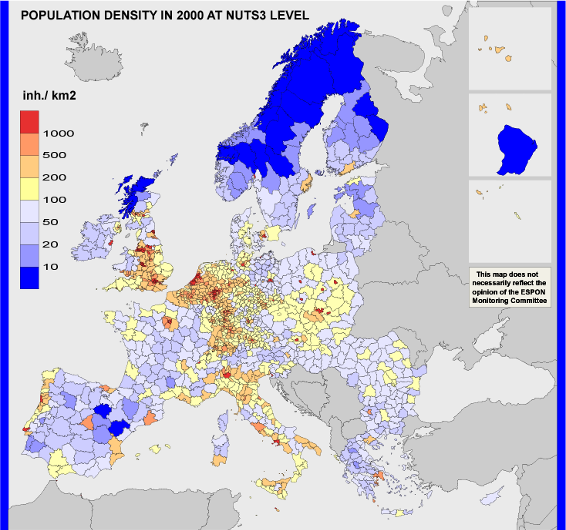 POPULATION DENSITY IN 2000 AT NUTS3 LEVEL
inh./ km2
1000
500
200
100
50
20
10
This map does not
necessarily reflect the
opinion of the ESPON
Monitoring Committee